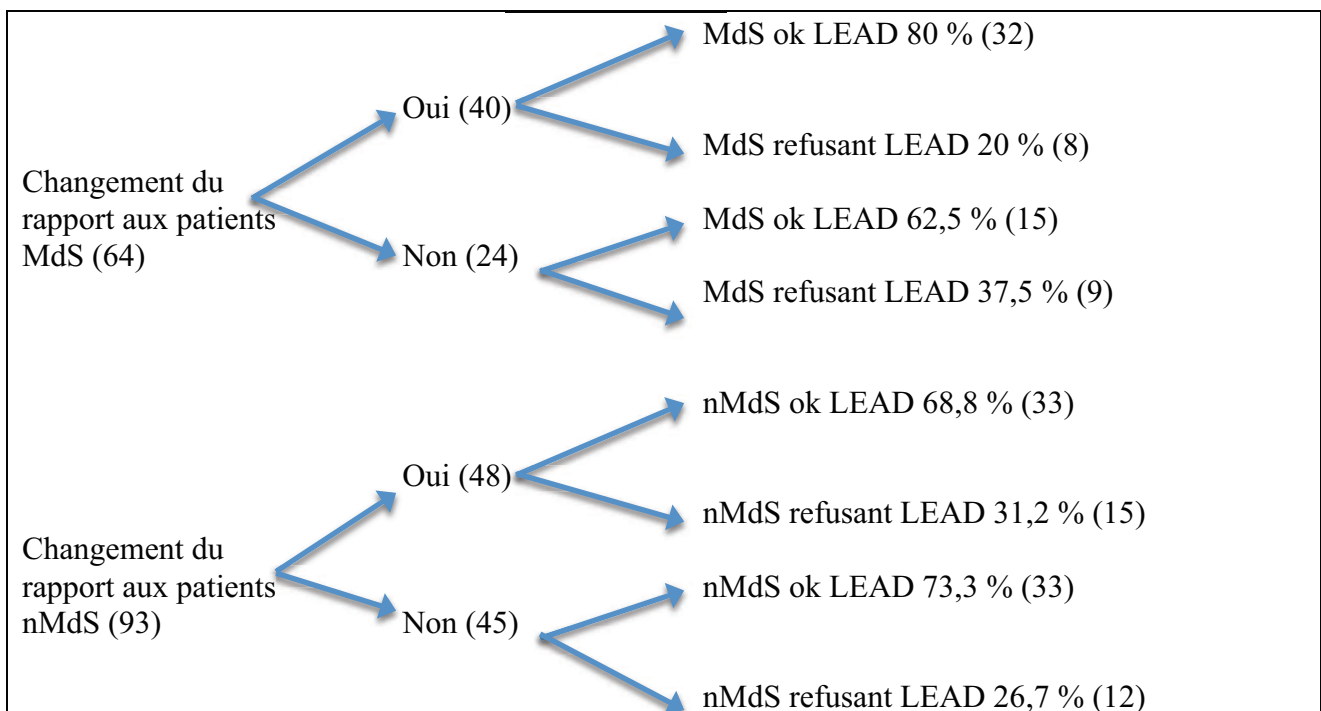 MdS ok LEAD 80 % (32)
Oui (40)
MdS refusant LEAD 20 % (8)
Changement du
rapport aux patients
MdS (64)
MdS ok LEAD 62,5 % (15)
Non (24)
MdS refusant LEAD 37,5 % (9)
nMdS ok LEAD 68,8 % (33)
Oui (48)
nMdS refusant LEAD 31,2 % (15)
Changement du
rapport aux patients
nMdS (93)
nMdS ok LEAD 73,3 % (33)
Non (45)
nMdS refusant LEAD 26,7 % (12)